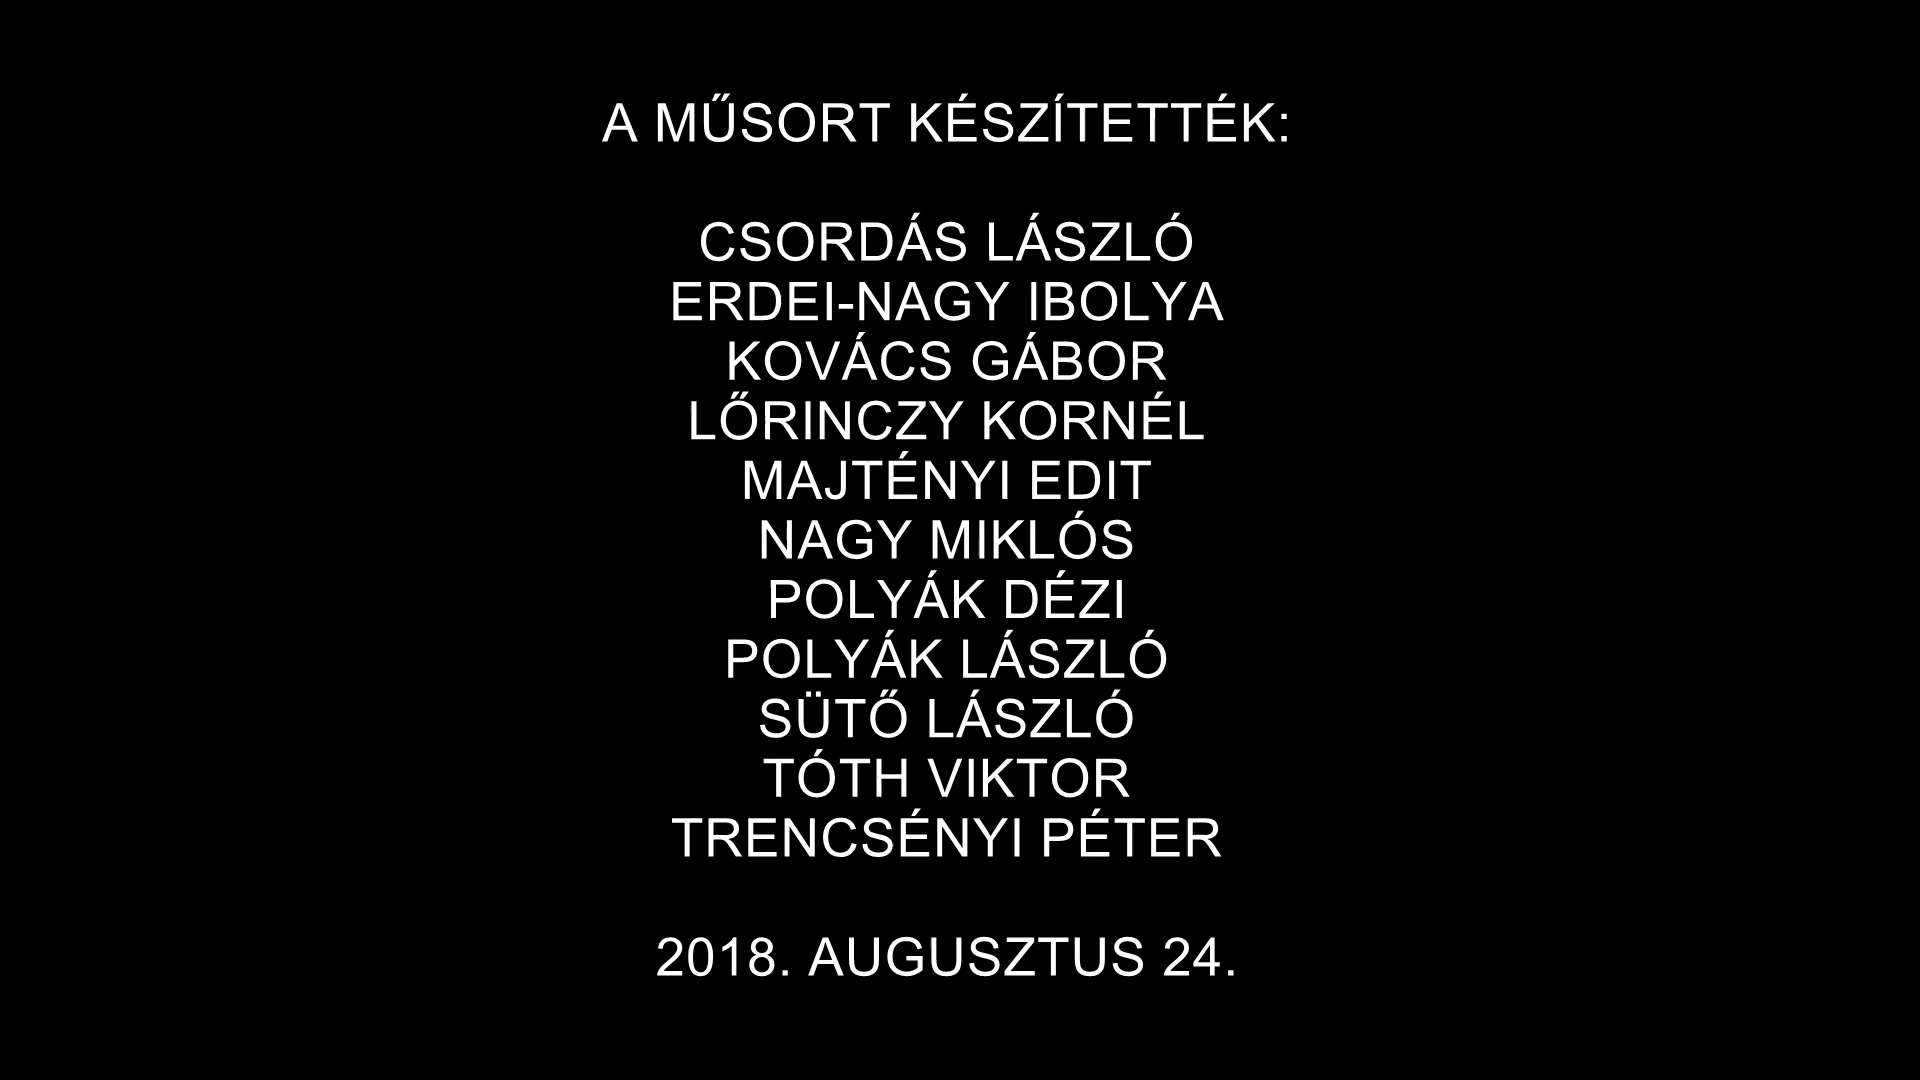 A MŰSORT KÉSZÍTETTÉK:
CSORDÁS LÁSZLÓ
ERDEI-NAGY IBOLYA
KOVÁCS GÁBOR
LŐRINCZY KORNÉL
MAJTÉNYI EDIT
NAGY MIKLÓS
POLYÁK DÉZI
POLYÁK LÁSZLÓ
SÜTŐ LÁSZLÓ
TÓTH VIKTOR
TRENCSÉNYI PÉTER
2018. AUGUSZTUS 24.